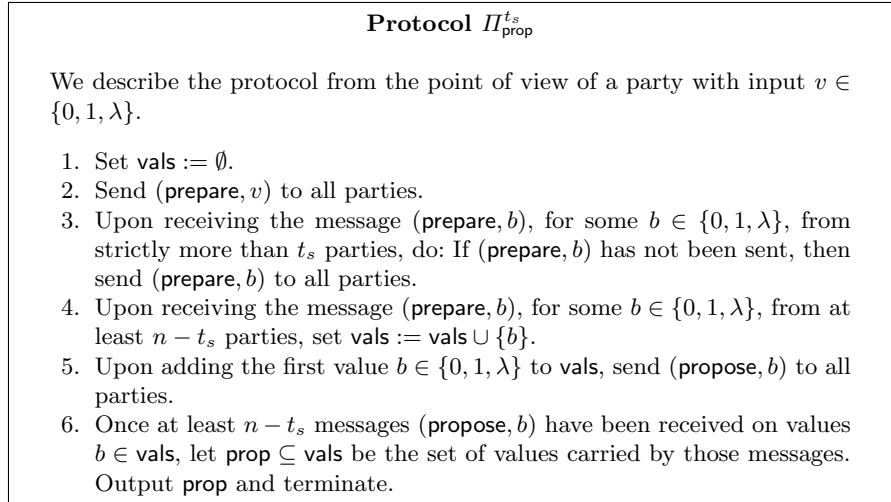 Protocol Π^{t_s}_{prop}
We describe the protocol from the point of view of a party with input v ∈
{0, 1, λ}.
1. Set vals := ∅.
2. Send (prepare, v) to all parties.
3. Upon receiving the message (prepare, b), for some b ∈ {0, 1, λ}, from
strictly more than t_s parties, do: If (prepare, b) has not been sent, then
send (prepare, b) to all parties.
4. Upon receiving the message (prepare, b), for some b ∈ {0, 1, λ}, from at
least n − t_s parties, set vals := vals ∪ {b}.
5. Upon adding the first value b ∈ {0, 1, λ} to vals, send (propose, b) to all
parties.
6. Once at least n − t_s messages (propose, b) have been received on values
b ∈ vals, let prop ⊆ vals be the set of values carried by those messages.
Output prop and terminate.